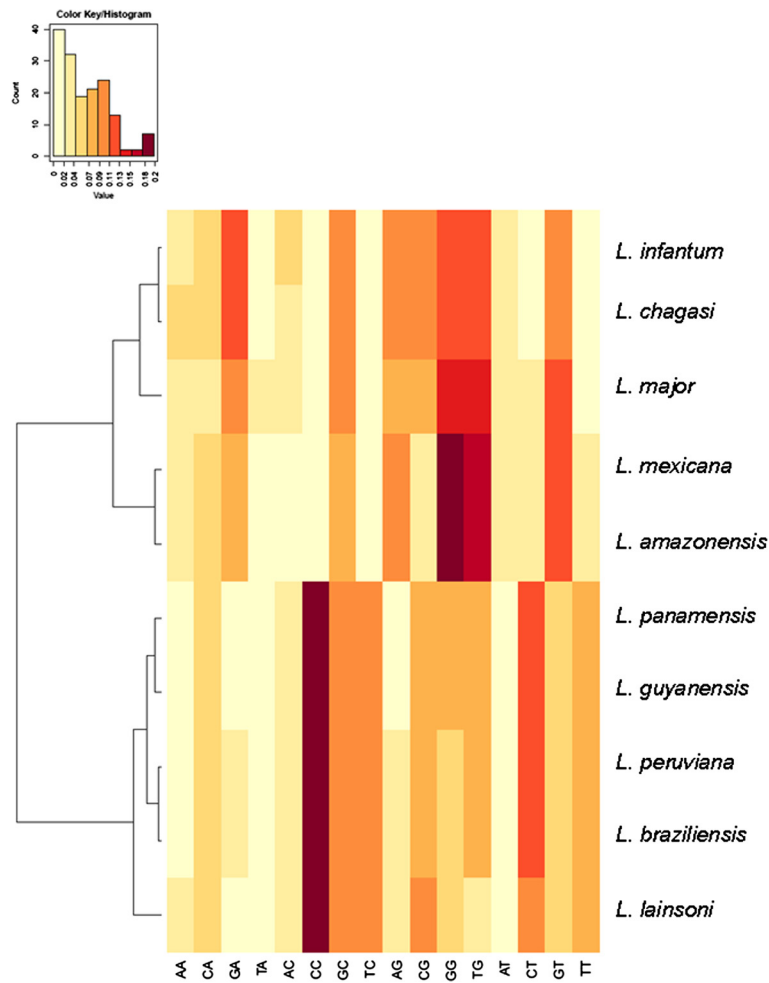 Color Key/Histogram
Count
0 10 20 30 40
0 0.02 0.04 0.07 0.09 0.11 0.13 0.15 0.18 0.2
Value
L. infantum
L. chagasi
L. major
L. mexicana
L. amazonensis
L. panamensis
L. guyanensis
L. peruviana
L. braziliensis
L. lainsoni
AA CA GA TA AC CC GC TC AG CG GG TG AT CT GT TT